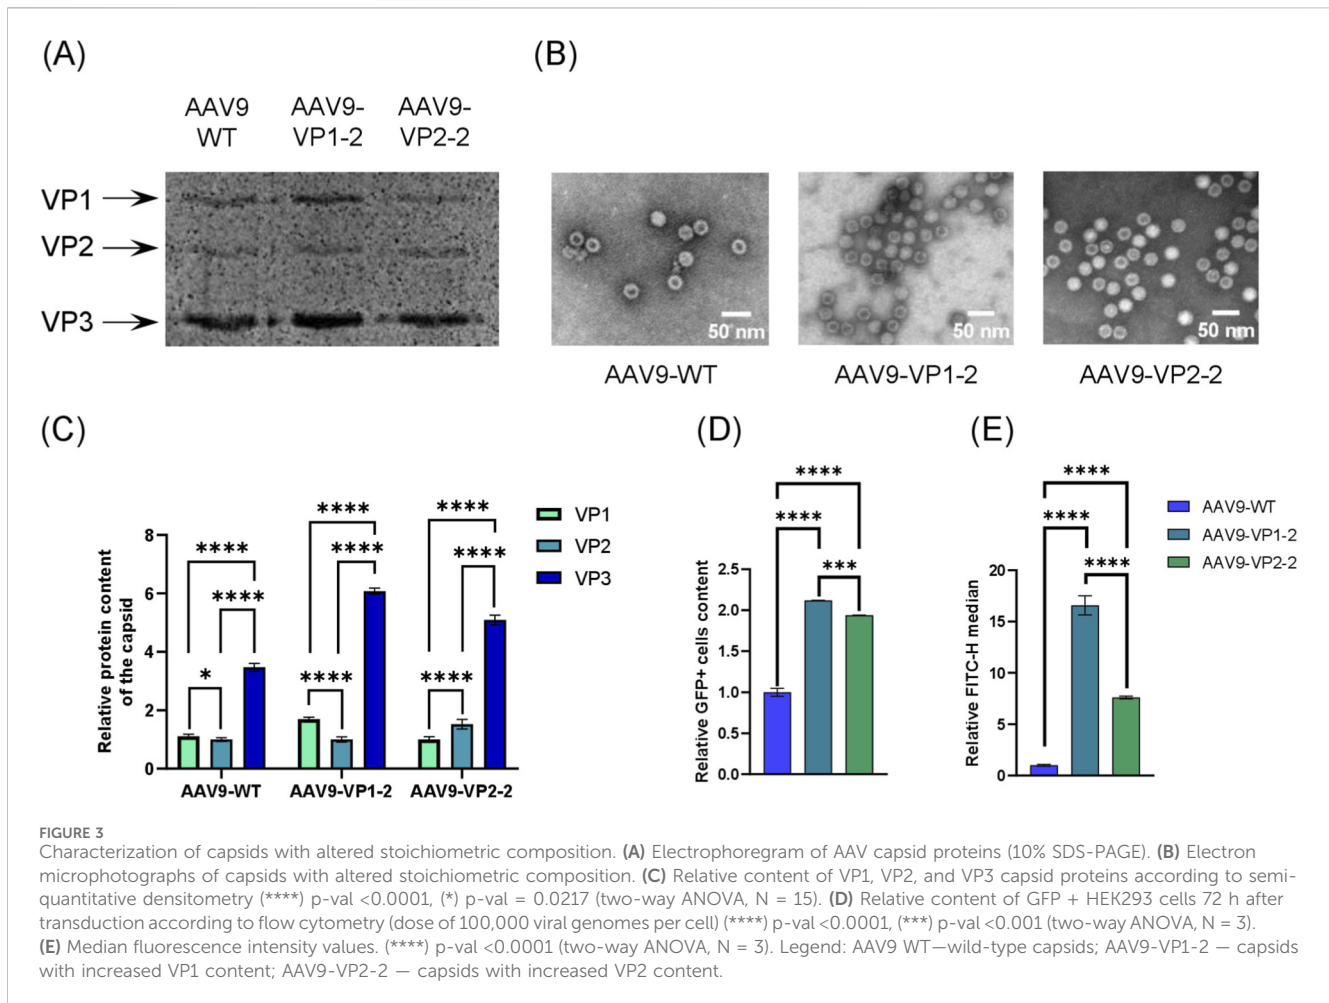 (A)
(B)
AAV9 WT
AAV9-VP1-2
AAV9-VP2-2
VP1
VP2
VP3
50 nm
50 nm
50 nm
AAV9-WT
AAV9-VP1-2
AAV9-VP2-2
(C)
(D)
(E)
Relative protein content
of the capsid
8
6
4
2
0
****
****
*
****
****
****
****
****
****
AAV9-WT
AAV9-VP1-2
AAV9-VP2-2
VP1
VP2
VP3
Relative GFP+ cells content
2.5
2.0
1.5
1.0
0.5
0.0
****
****
***
Relative FITC-H median
20
15
10
5
0
****
****
****
AAV9-WT
AAV9-VP1-2
AAV9-VP2-2
FIGURE 3
Characterization of capsids with altered stoichiometric composition. (A) Electrophoregram of AAV capsid proteins (10% SDS-PAGE). (B) Electron
microphotographs of capsids with altered stoichiometric composition. (C) Relative content of VP1, VP2, and VP3 capsid proteins according to semi-
quantitative densitometry (****) p-val <0.0001, (*) p-val = 0.0217 (two-way ANOVA, N = 15). (D) Relative content of GFP + HEK293 cells 72 h after
transduction according to flow cytometry (dose of 100,000 viral genomes per cell) (****) p-val <0.0001, (***) p-val <0.001 (two-way ANOVA, N = 3).
(E) Median fluorescence intensity values. (****) p-val <0.0001 (two-way ANOVA, N = 3). Legend: AAV9 WT—wild-type capsids; AAV9-VP1-2 — capsids
with increased VP1 content; AAV9-VP2-2 — capsids with increased VP2 content.